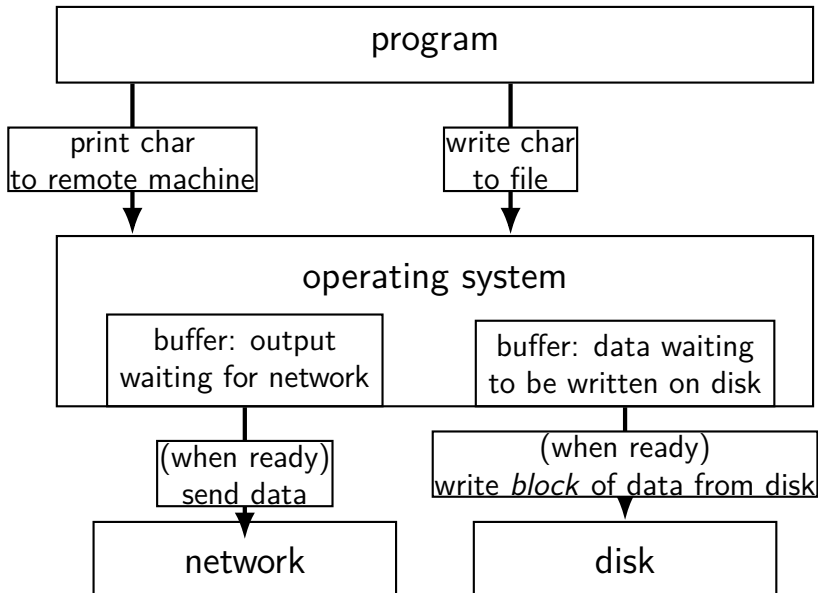 program
print char
to remote machine
write char
to file
operating system
buffer: output
waiting for network
buffer: data waiting
to be written on disk
(when ready)
send data
(when ready)
write block of data from disk
network
disk